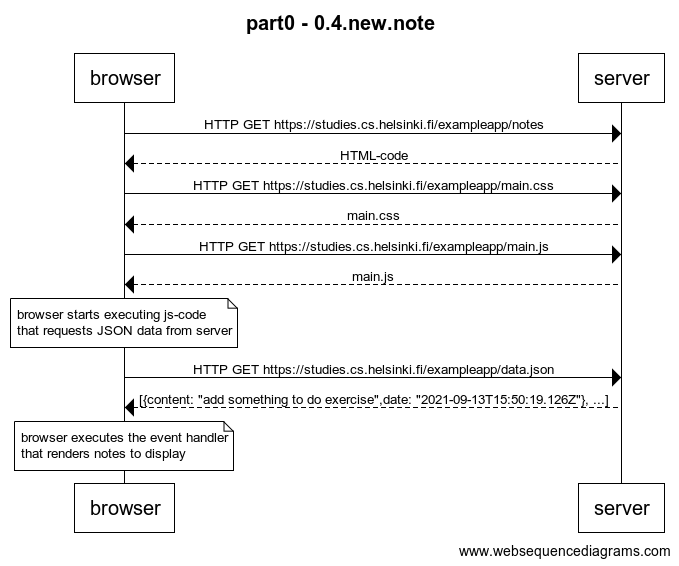 part0 - 0.4.new.note
browser
server
HTTP GET https://studies.cs.helsinki.fi/exampleapp/notes
HTML-code
HTTP GET https://studies.cs.helsinki.fi/exampleapp/main.css
main.css
HTTP GET https://studies.cs.helsinki.fi/exampleapp/main.js
main.js
browser starts executing js-code
that requests JSON data from server
HTTP GET https://studies.cs.helsinki.fi/exampleapp/data.json
[{content: "add something to do exercise",date: "2021-09-13T15:50:19.126Z"}, ...]
browser executes the event handler
that renders notes to display
browser
server
www.websequencediagrams.com